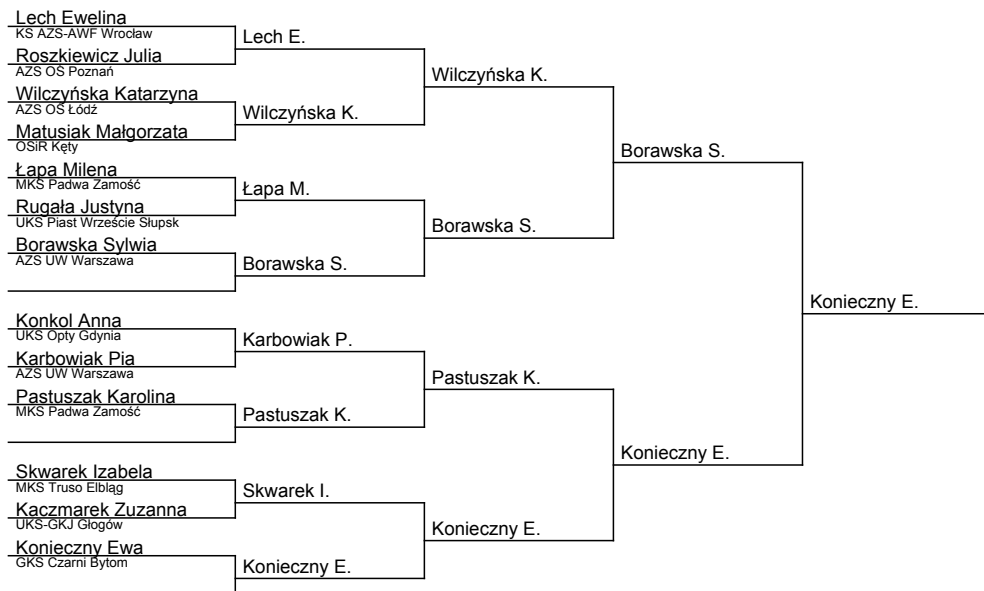 Lech Ewelina
KS AZS-AWF Wrocław
Roszkiewicz Julia
AZS OŚ Poznań
Wilczyńska Katarzyna
AZS OŚ Łódź
Matusiak Małgorzata
OSiR Kęty
Łapa Milena
MKS Padwa Zamość
Rugała Justyna
UKS Piast Wrzeście Słupsk
Borawska Sylwia
AZS UW Warszawa
Konkol Anna
UKS Opty Gdynia
Karbowiak Pia
AZS UW Warszawa
Pastuszak Karolina
MKS Padwa Zamość
Skwarek Izabela
MKS Truso Elbląg
Kaczmarek Zuzanna
UKS-GKJ Głogów
Konieczny Ewa
GKS Czarni Bytom
Lech E.
Wilczyńska K.
Łapa M.
Borawska S.
Karbowiak P.
Pastuszak K.
Skwarek I.
Konieczny E.
Wilczyńska K.
Borawska S.
Pastuszak K.
Konieczny E.
Borawska S.
Konieczny E.
Konieczny E.